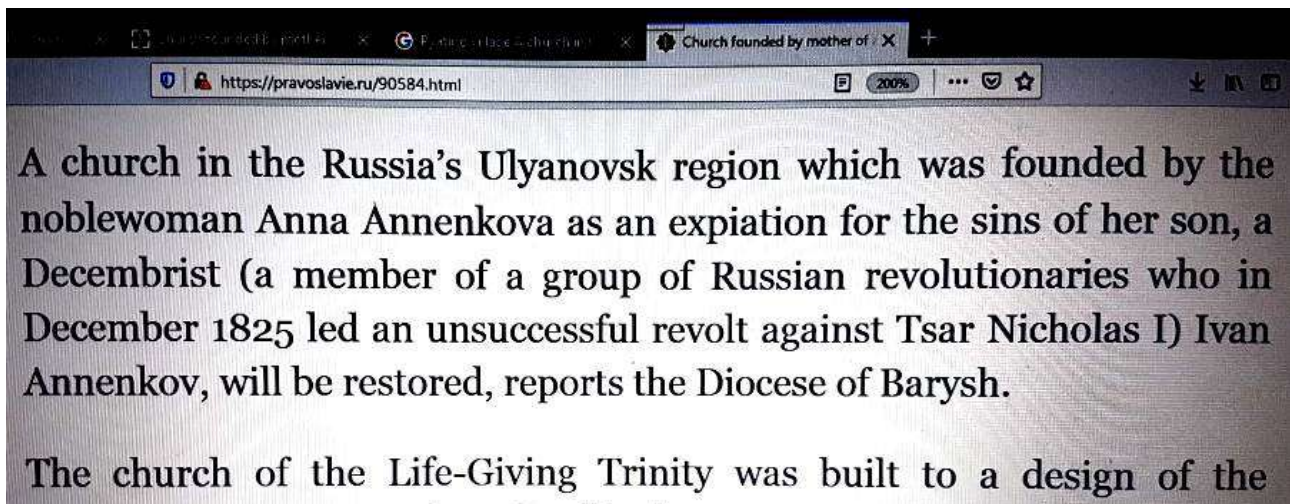 Church founded by mother of
https://pravoslavie.ru/90584.html
200%
A church in the Russia's Ulyanovsk region which was founded by the
noblewoman Anna Annenkova as an expiation for the sins of her son, a
Decembrist (a member of a group of Russian revolutionaries who in
December 1825 led an unsuccessful revolt against Tsar Nicholas I) Ivan
Annenkov, will be restored, reports the Diocese of Barysh.
The church of the Life-Giving Trinity was built to a design of the